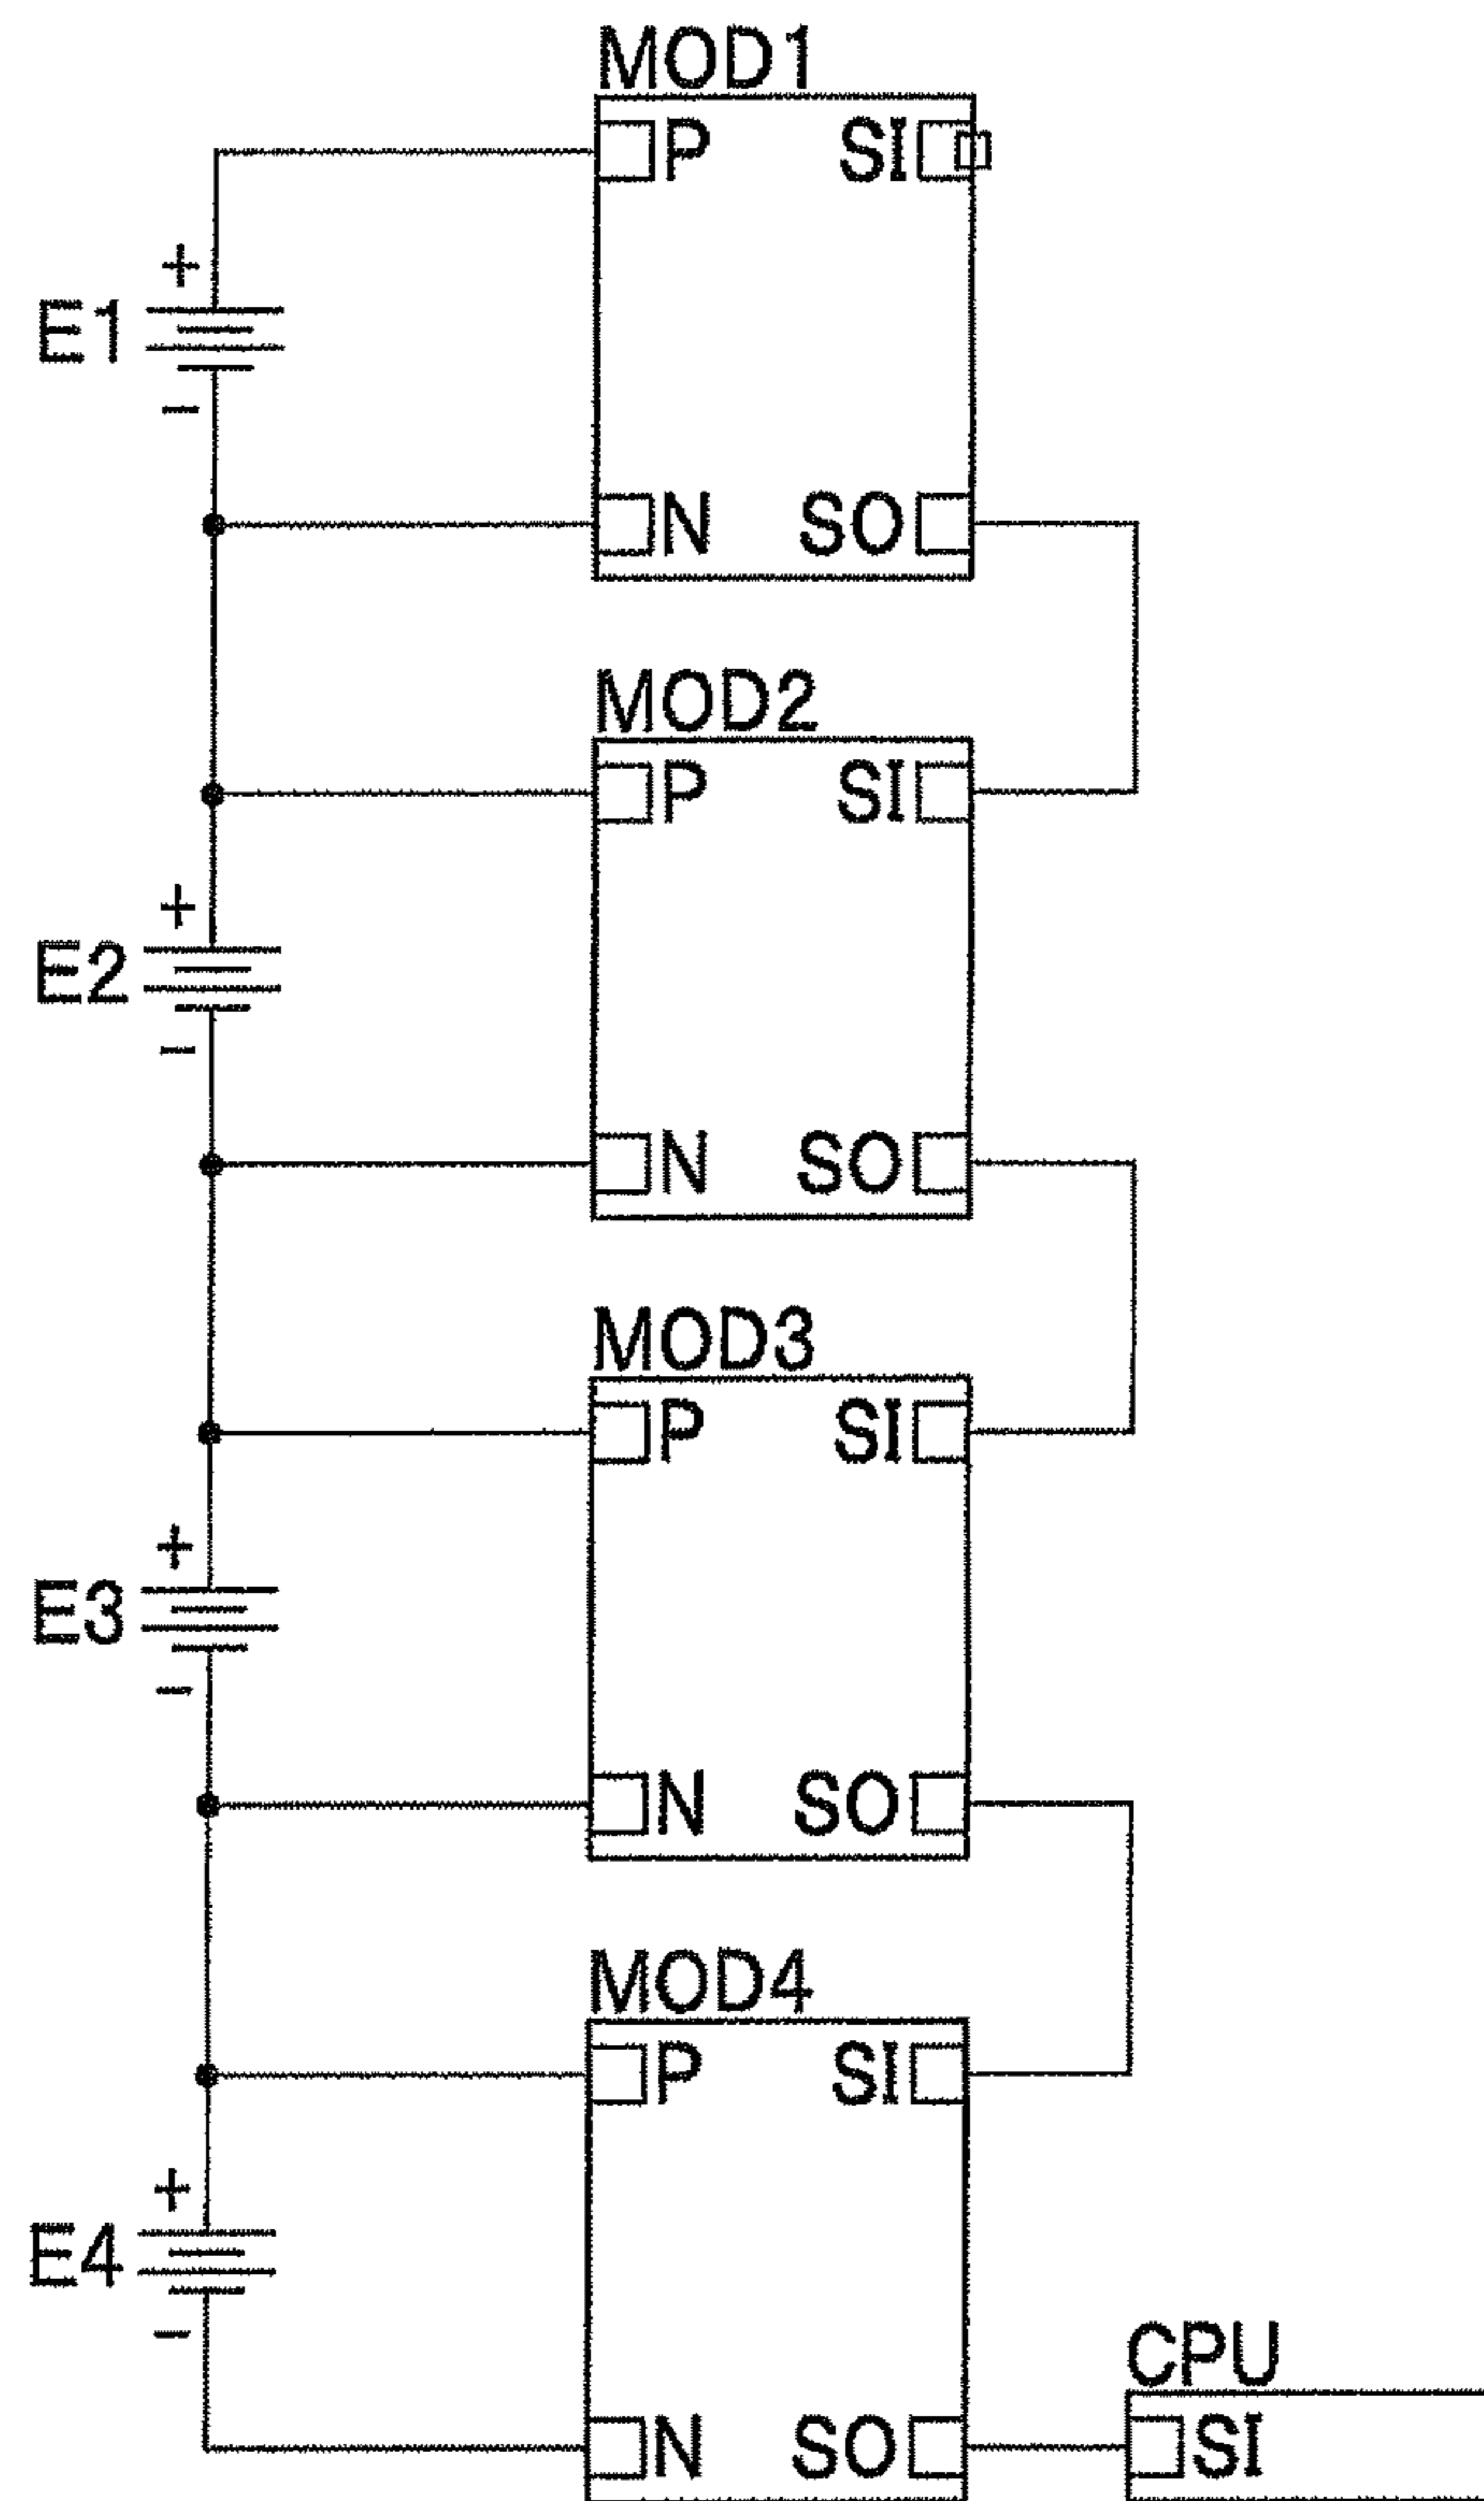 MOD1
P SI
+
E1
-
N SO
MOD2
P SI
+
E2
-
N SO
MOD3
P SI
+
E3
-
N SO
MOD4
P SI
+
E4
-
CPU
N SO SI